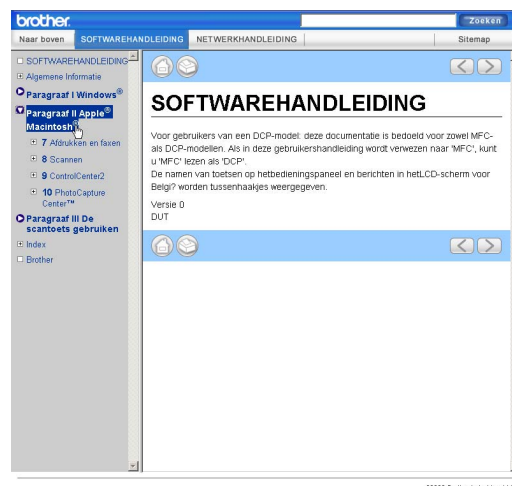 brother.
Zoeken
Naar boven SOFTWAREHANDLEIDING NETWERKHANDLEIDING Sitemap
SOFTWAREHANDLEIDING
Algemene Informatie
Paragraaf I Windows®
Paragraaf II Apple®
Macintosh®
7 Afdrukken en faxen
8 Scannen
9 ControlCenter2
10 PhotoCapture
Center™
Paragraaf III De
scantoets gebruiken
Index
Brother
SOFTWAREHANDLEIDING
Voor gebruikers van een DCP-model: deze documentatie is bedoeld voor zowel MFC-
als DCP-modellen. Als in deze gebruikershandleiding wordt verwezen naar 'MFC', kunt
u 'MFC' lezen als 'DCP'.
De namen van toetsen op hetbedieningspaneel en berichten in hetLCD-scherm voor
Belgi? worden tussenhaakjes weergegeven.
Versie 0
DUT